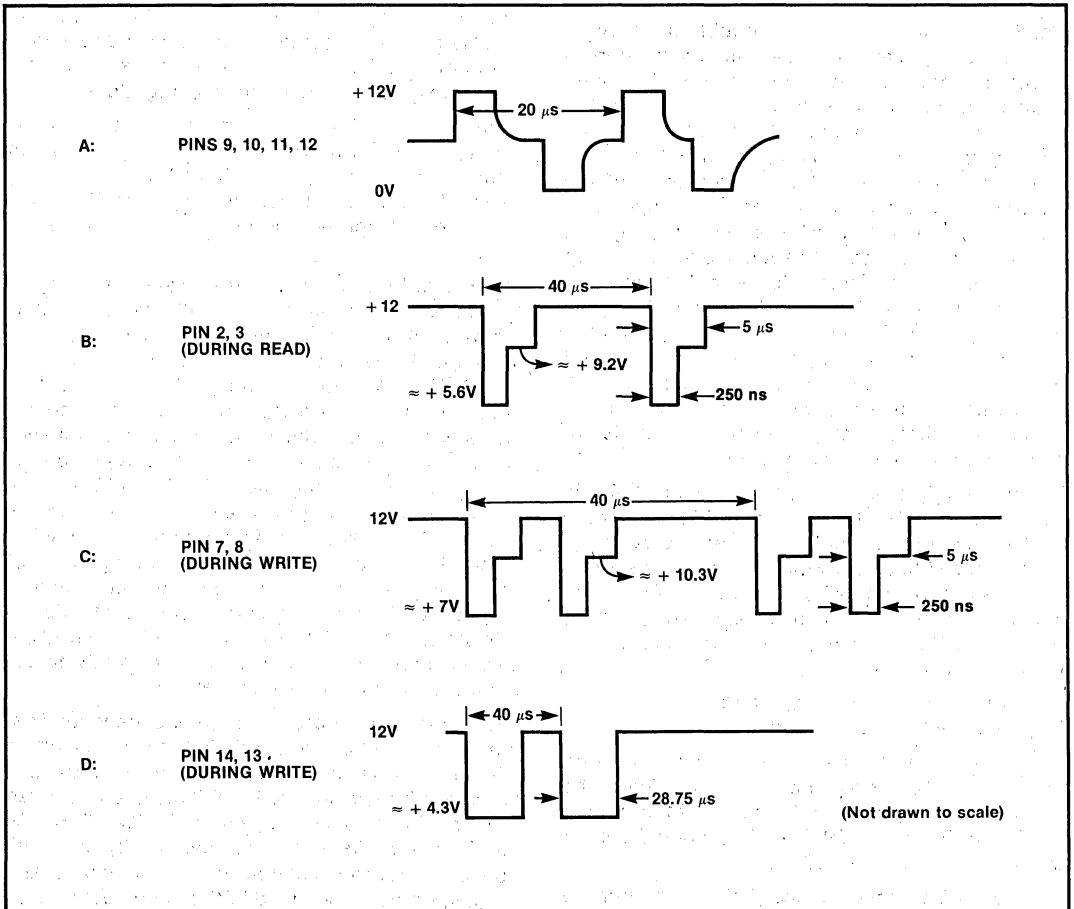 + 12V
20 μs
A: PINS 9, 10, 11, 12
0V
40 μs
+ 12
5 μs
B: PIN 2, 3
(DURING READ)
≈ + 9.2V
≈ + 5.6V
250 ns
40 μs
12V
C: PIN 7, 8
(DURING WRITE)
5 μs
≈ + 10.3V
≈ + 7V
250 ns
40 μs
12V
D: PIN 14, 13
(DURING WRITE)
≈ + 4.3V
28.75 μs
(Not drawn to scale)